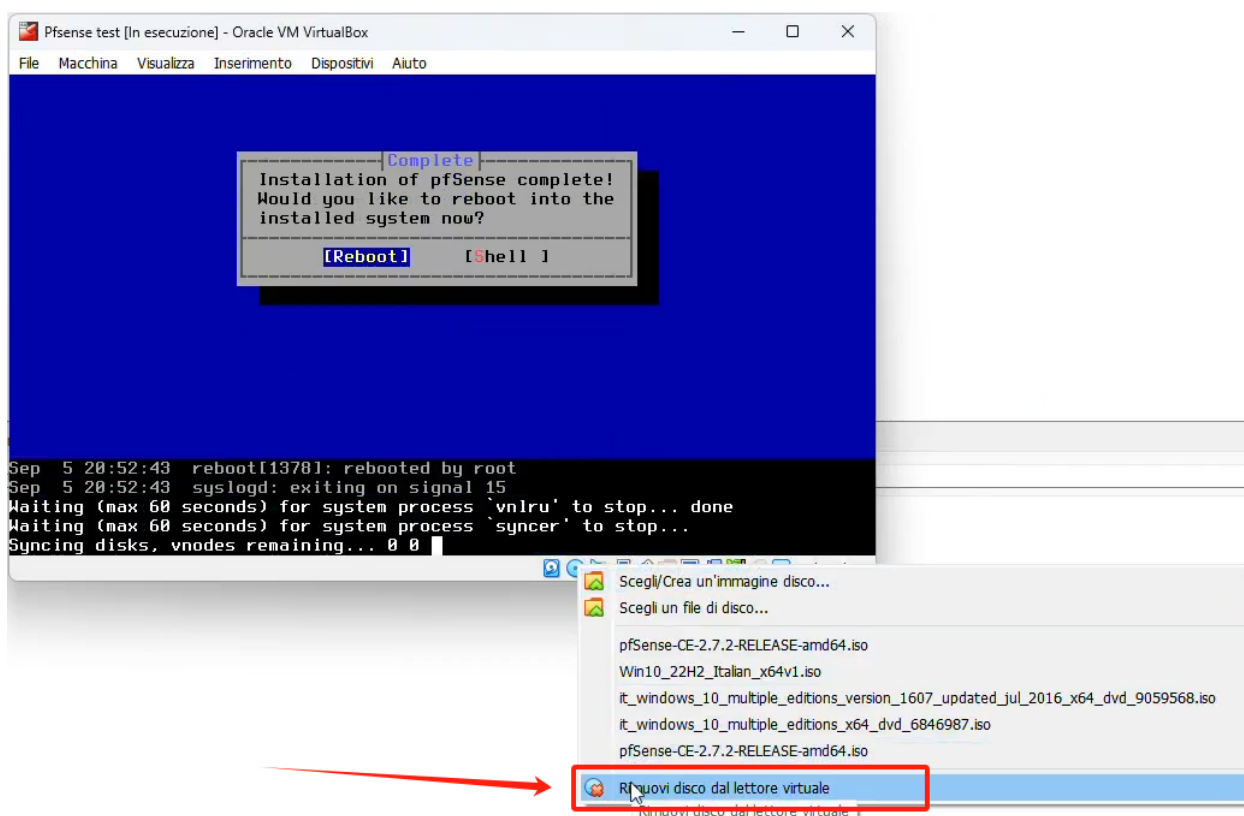 Pfsense test [In esecuzione] - Oracle VM VirtualBox
File Macchina Visualizza Inserimento Dispositivi Aiuto
Complete
Installation of pfSense complete!
Would you like to reboot into the
installed system now?
[Reboot] [Shell ]
Sep 5 20:52:43 reboot[1378]: rebooted by root
Sep 5 20:52:43 syslogd: exiting on signal 15
Waiting (max 60 seconds) for system process `vnlru' to stop... done
Waiting (max 60 seconds) for system process `syncer' to stop...
Syncing disks, vnodes remaining... 0 0
Scegli/Crea un'immagine disco...
Scegli un file di disco...
pfSense-CE-2.7.2-RELEASE-amd64.iso
Win10_22H2_Italian_x64v1.iso
it_windows_10_multiple_editions_version_1607_updated_jul_2016_x64_dvd_9059568.iso
it_windows_10_multiple_editions_x64_dvd_6846987.iso
pfSense-CE-2.7.2-RELEASE-amd64.iso
Rimuovi disco dal lettore virtuale
Rimuovi disco dal lettore virtuale